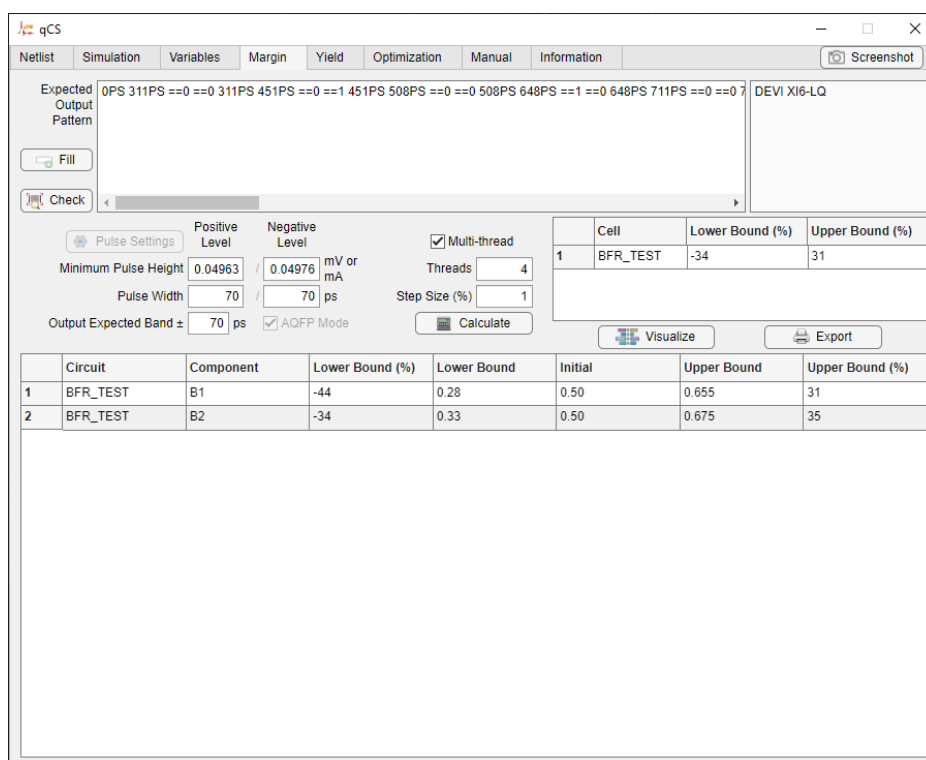 qCS
Netlist Simulation Variables Margin Yield Optimization Manual Information Screenshot
Expected Output Pattern
0PS 311PS ==0 ==0 311PS 451PS ==0 ==1 451PS 508PS ==0 ==0 508PS 648PS ==1 ==0 648PS 711PS ==0 ==0 7
DEVI XI6-LQ
Fill
Check
Positive Level
Negative Level
Pulse Settings
Minimum Pulse Height 0.04963 / 0.04976 mV or mA
Pulse Width 70 / 70 ps
Output Expected Band ± 70 ps AQFP Mode
Multi-thread
Threads 4
Step Size (%) 1
Calculate
Cell Lower Bound (%) Upper Bound (%)
1 BFR_TEST -34 31
Visualize Export
Circuit Component Lower Bound (%) Lower Bound Initial Upper Bound Upper Bound (%)
1 BFR_TEST B1 -44 0.28 0.50 0.655 31
2 BFR_TEST B2 -34 0.33 0.50 0.675 35